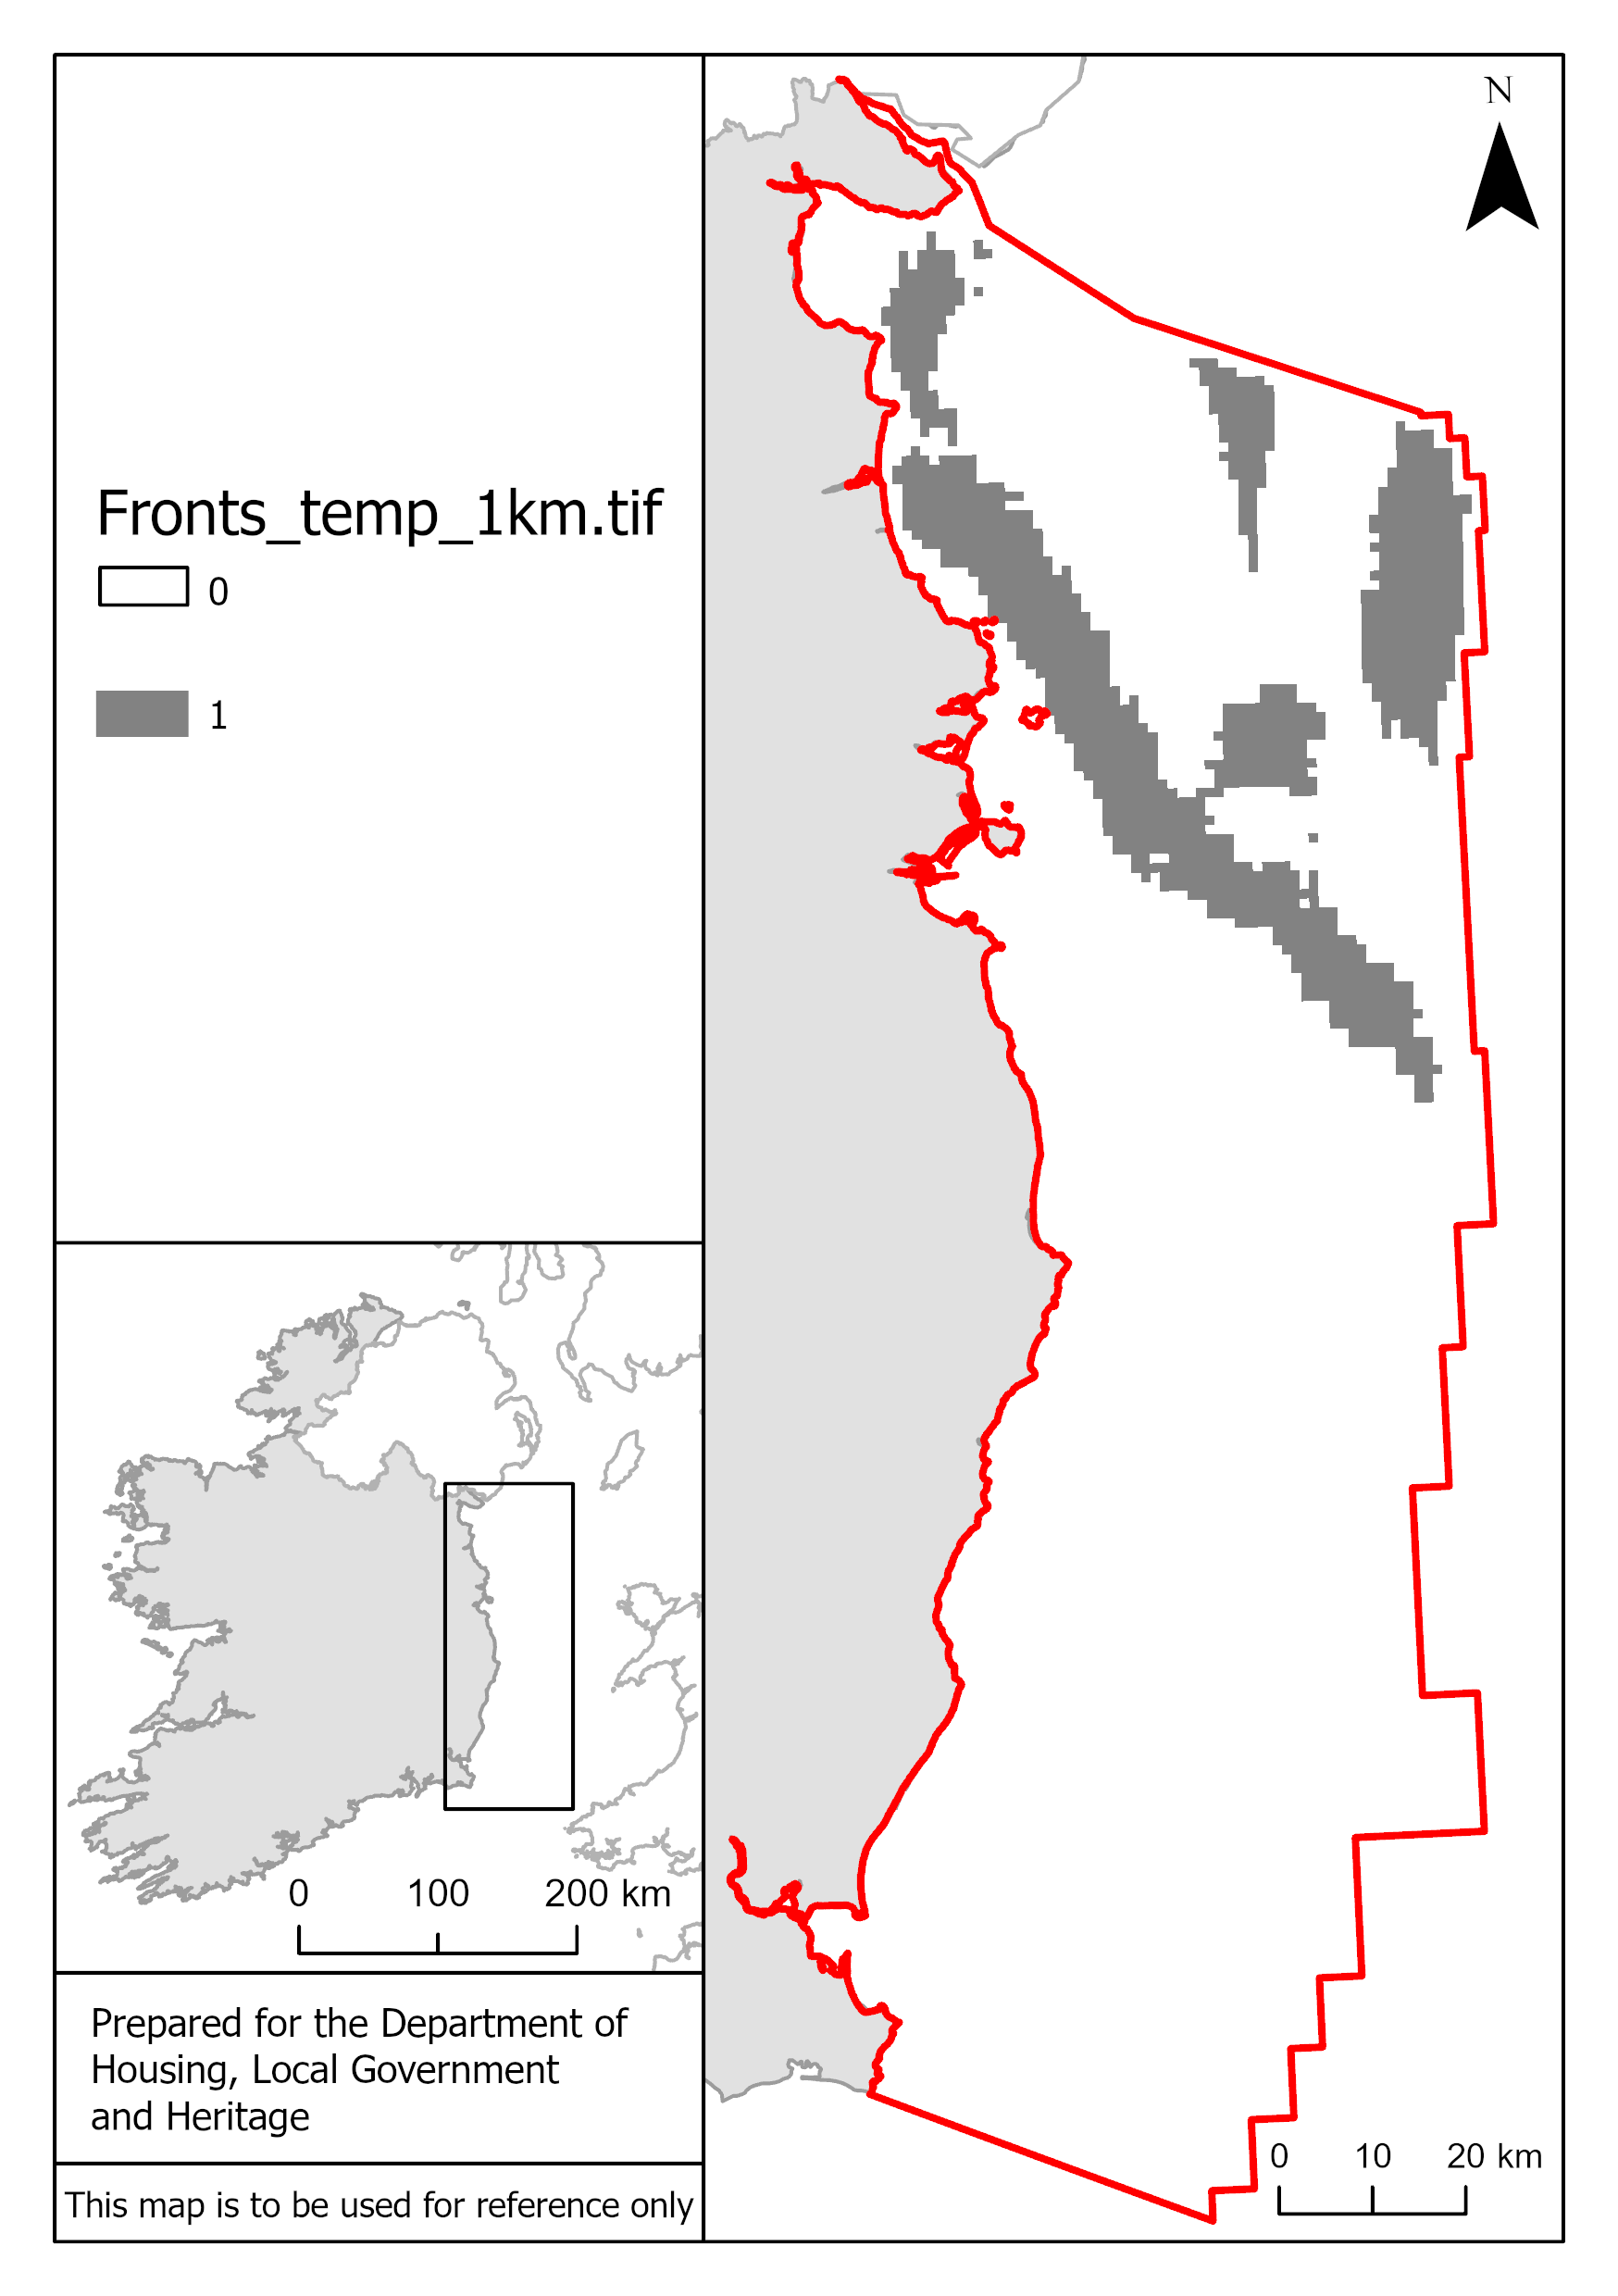 N
Fronts_temp_1km.tif
0
1
0 100 200 km
Prepared for the Department of
Housing, Local Government
and Heritage
This map is to be used for reference only
0 10 20 km